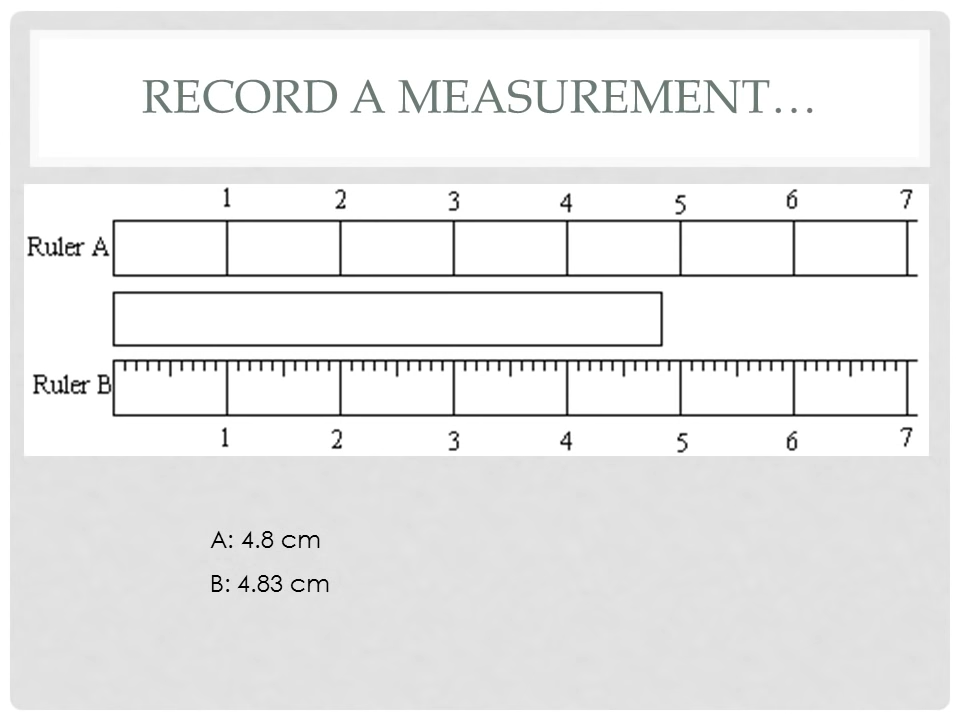 RECORD A MEASUREMENT…
1 2 3 4 5 6 7
Ruler A
Ruler B
1 2 3 4 5 6 7
A: 4.8 cm
B: 4.83 cm